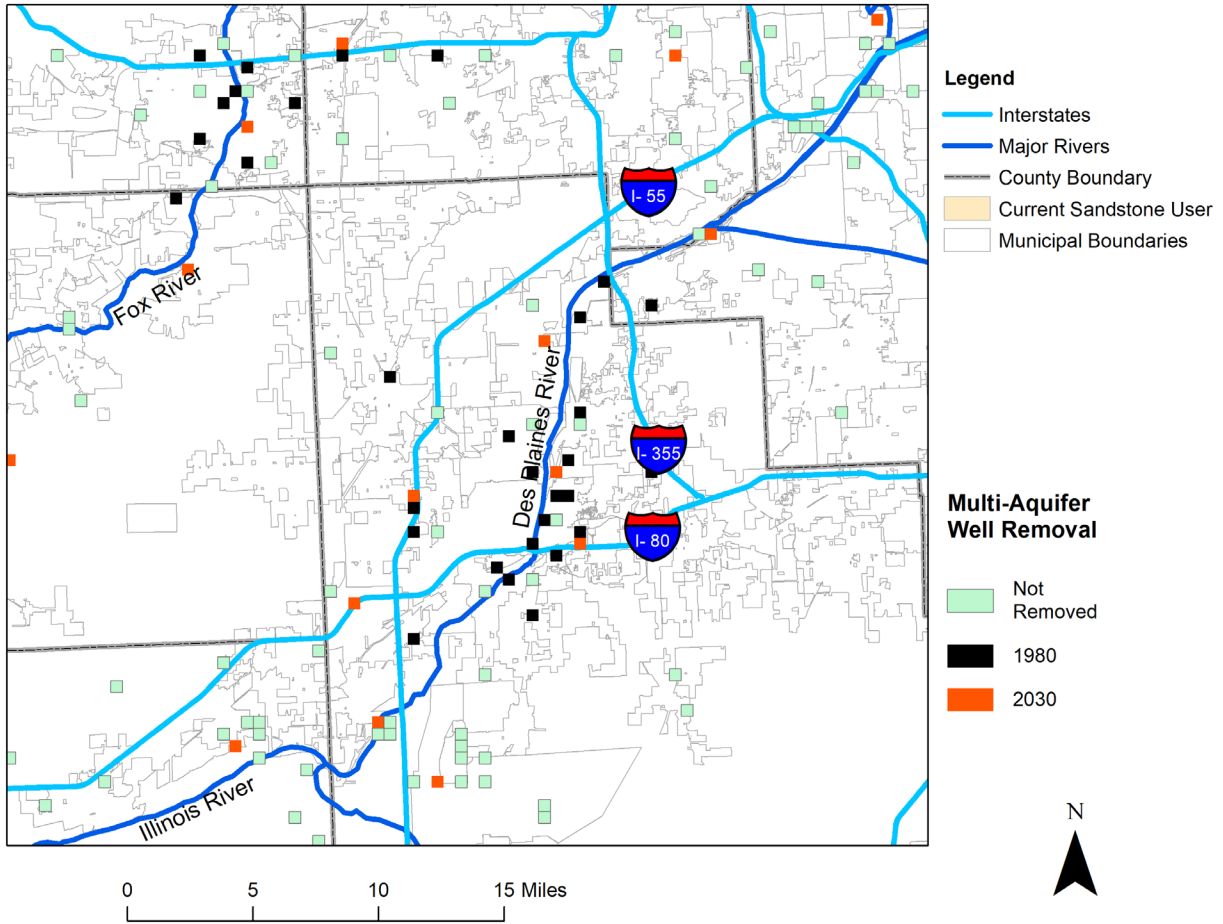 Legend
Interstates
Major Rivers
County Boundary
Current Sandstone User
Municipal Boundaries
I- 55
Fox River
Des Plaines River
I- 355
I- 80
Illinois River
Multi-Aquifer
Well Removal
Not
Removed
1980
2030
N
0 5 10 15 Miles